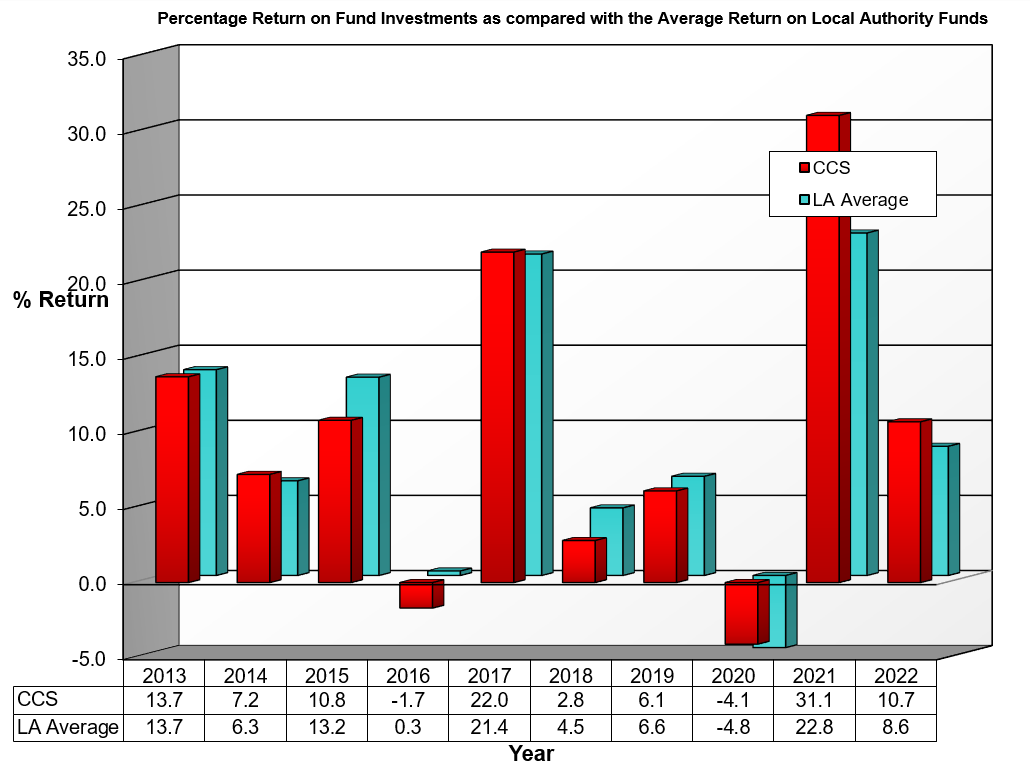 Percentage Return on Fund Investments as compared with the Average Return on Local Authority Funds
35.0
30.0
25.0
20.0
15.0
10.0
5.0
0.0
-5.0
% Return
CCS
LA Average
2013 2014 2015 2016 2017 2018 2019 2020 2021 2022
CCS 13.7 7.2 10.8 -1.7 22.0 2.8 6.1 -4.1 31.1 10.7
LA Average 13.7 6.3 13.2 0.3 21.4 4.5 6.6 -4.8 22.8 8.6
Year